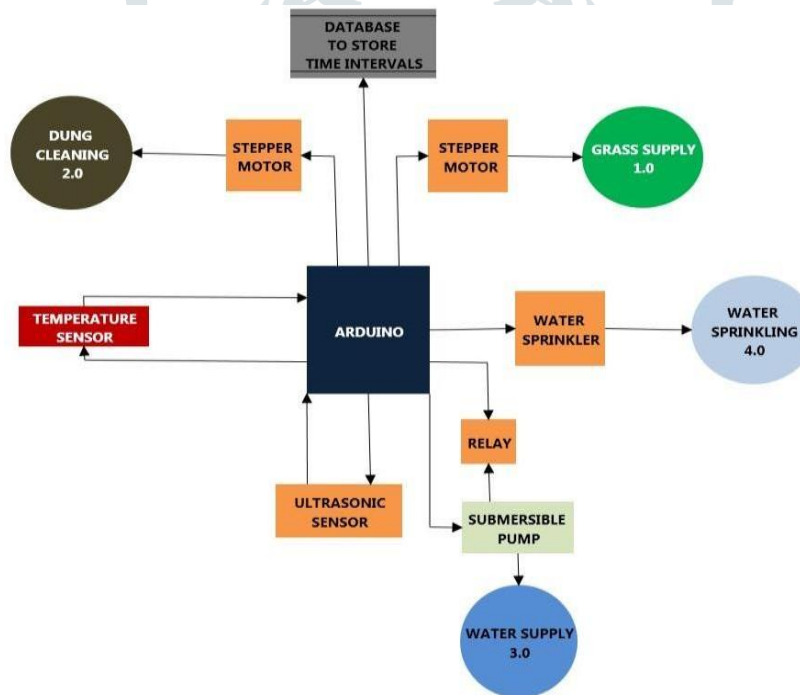 DATABASE
TO STORE
TIME INTERVALS
DUNG
CLEANING
2.0
STEPPER
MOTOR
STEPPER
MOTOR
GRASS SUPPLY
1.0
TEMPERATURE
SENSOR
ARDUINO
WATER
SPRINKLER
WATER
SPRINKLING
4.0
RELAY
ULTRASONIC
SENSOR
SUBMERSIBLE
PUMP
WATER SUPPLY
3.0